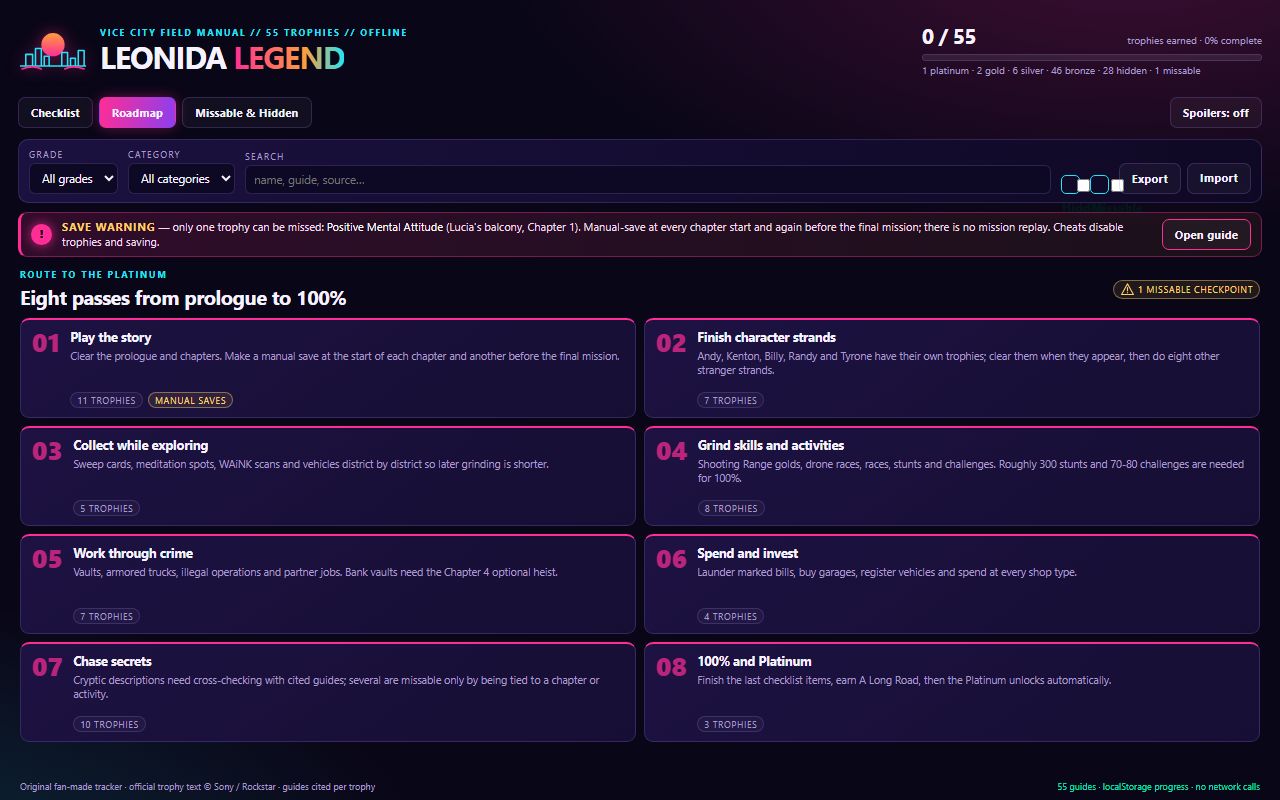 VICE CITY FIELD MANUAL // 55 TROPHIES // OFFLINE
LEONIDA LEGEND
0 / 55
trophies earned · 0% complete
1 platinum · 2 gold · 6 silver · 46 bronze · 28 hidden · 1 missable
Checklist
Roadmap
Missable & Hidden
Spoilers: off
GRADE
CATEGORY
SEARCH
All grades
All categories
name, guide, source...
Export
Import
! SAVE WARNING — only one trophy can be missed: Positive Mental Attitude (Lucia's balcony, Chapter 1). Manual-save at every chapter start and again before the final mission; there is no mission replay. Cheats disable
trophies and saving.
Open guide
ROUTE TO THE PLATINUM
Eight passes from prologue to 100%
1 MISSABLE CHECKPOINT
01 Play the story
Clear the prologue and chapters. Make a manual save at the start of each chapter and another before the final mission.
11 TROPHIES
MANUAL SAVES
02 Finish character strands
Andy, Kenton, Billy, Randy and Tyrone have their own trophies; clear them when they appear, then do eight other
stranger strands.
7 TROPHIES
03 Collect while exploring
Sweep cards, meditation spots, WAiNK scans and vehicles district by district so later grinding is shorter.
5 TROPHIES
04 Grind skills and activities
Shooting Range golds, drone races, races, stunts and challenges. Roughly 300 stunts and 70-80 challenges are needed
for 100%.
8 TROPHIES
05 Work through crime
Vaults, armored trucks, illegal operations and partner jobs. Bank vaults need the Chapter 4 optional heist.
7 TROPHIES
06 Spend and invest
Launder marked bills, buy garages, register vehicles and spend at every shop type.
4 TROPHIES
07 Chase secrets
Cryptic descriptions need cross-checking with cited guides; several are missable only by being tied to a chapter or
activity.
10 TROPHIES
08 100% and Platinum
Finish the last checklist items, earn A Long Road, then the Platinum unlocks automatically.
3 TROPHIES
Original fan-made tracker · official trophy text © Sony / Rockstar · guides cited per trophy
55 guides · localStorage progress · no network calls